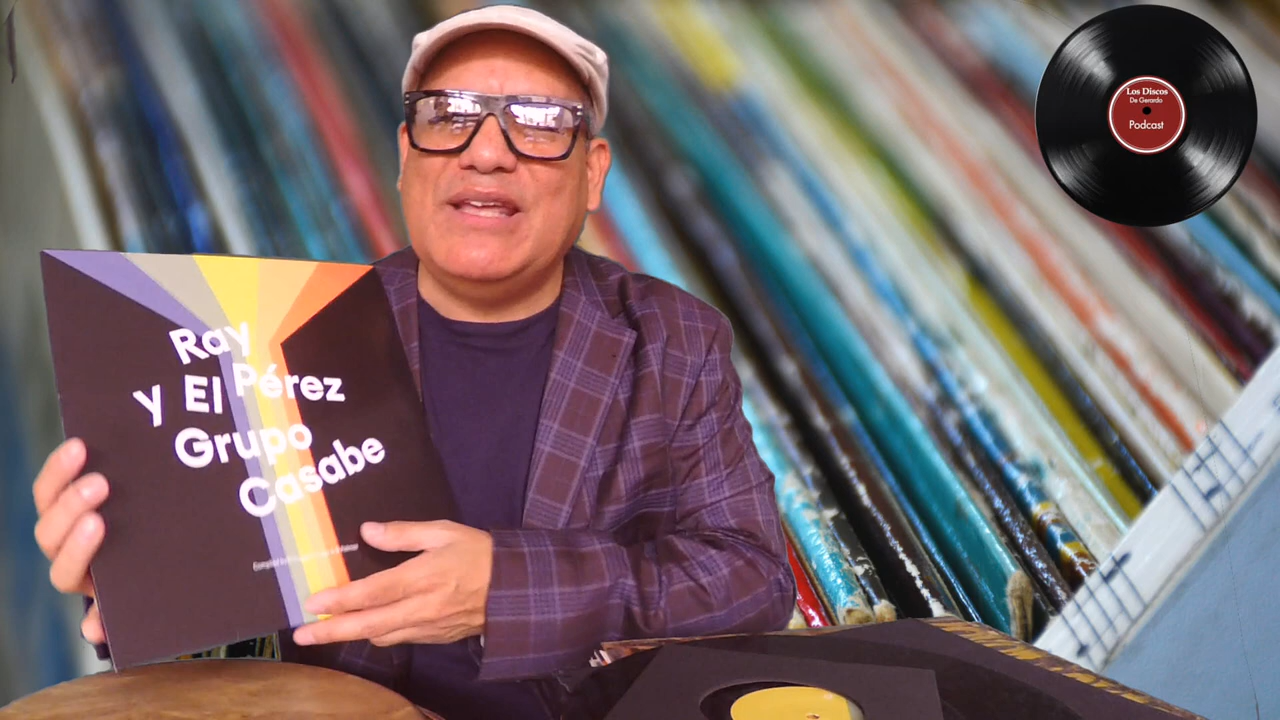 Ray
Y El Pérez
Grupo
Casabe
Los Discos
De Gerardo
Podcast